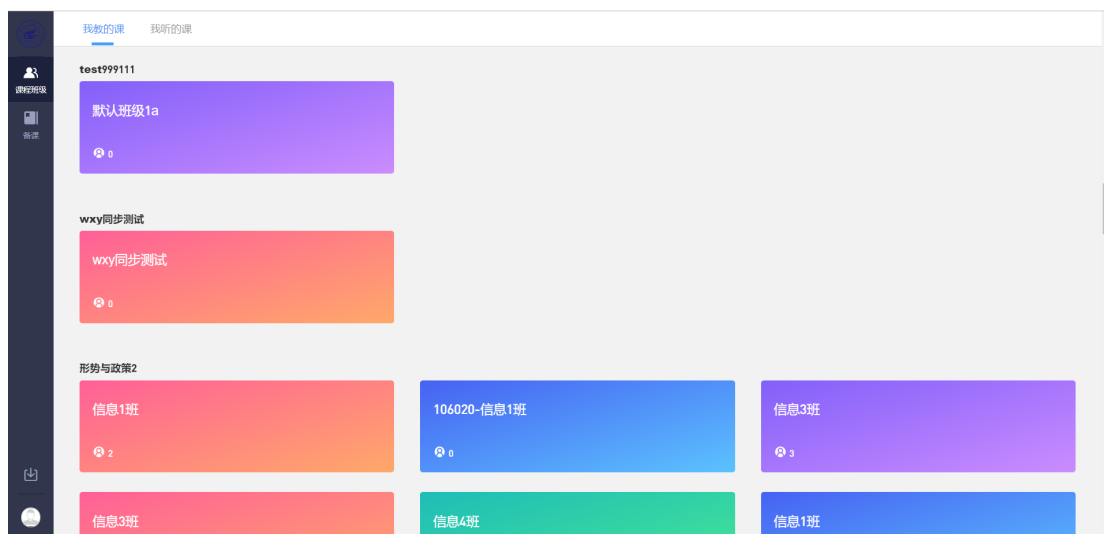 我教的课 我听的课
课程班级
备课
test999111
默认班级1a
0
wxy同步测试
wxy同步测试
0
形势与政策2
信息1班 106020-信息1班 信息3班
2 0 3
信息3班 信息4班 信息1班